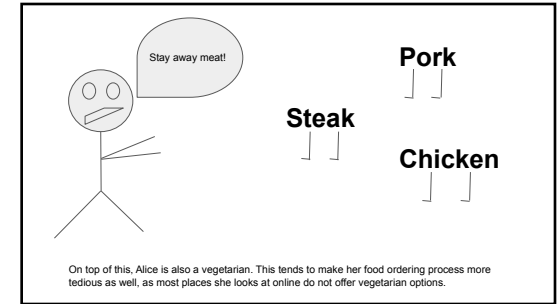 Stay away meat!
Pork
Steak
Chicken
On top of this, Alice is also a vegetarian. This tends to make her food ordering process more
tedious as well, as most places she looks at online do not offer vegetarian options.